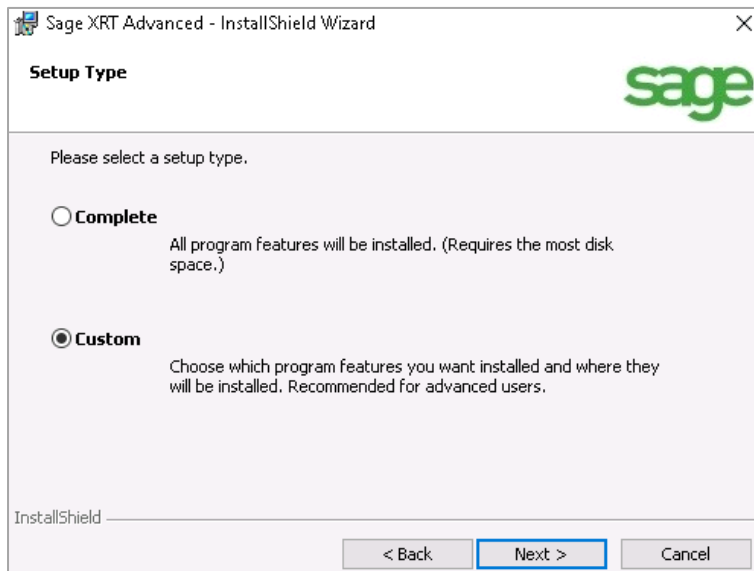 Sage XRT Advanced - InstallShield Wizard
Setup Type
sage
Please select a setup type.
Complete
All program features will be installed. (Requires the most disk
space.)
Custom
Choose which program features you want installed and where they
will be installed. Recommended for advanced users.
InstallShield
< Back
Next >
Cancel